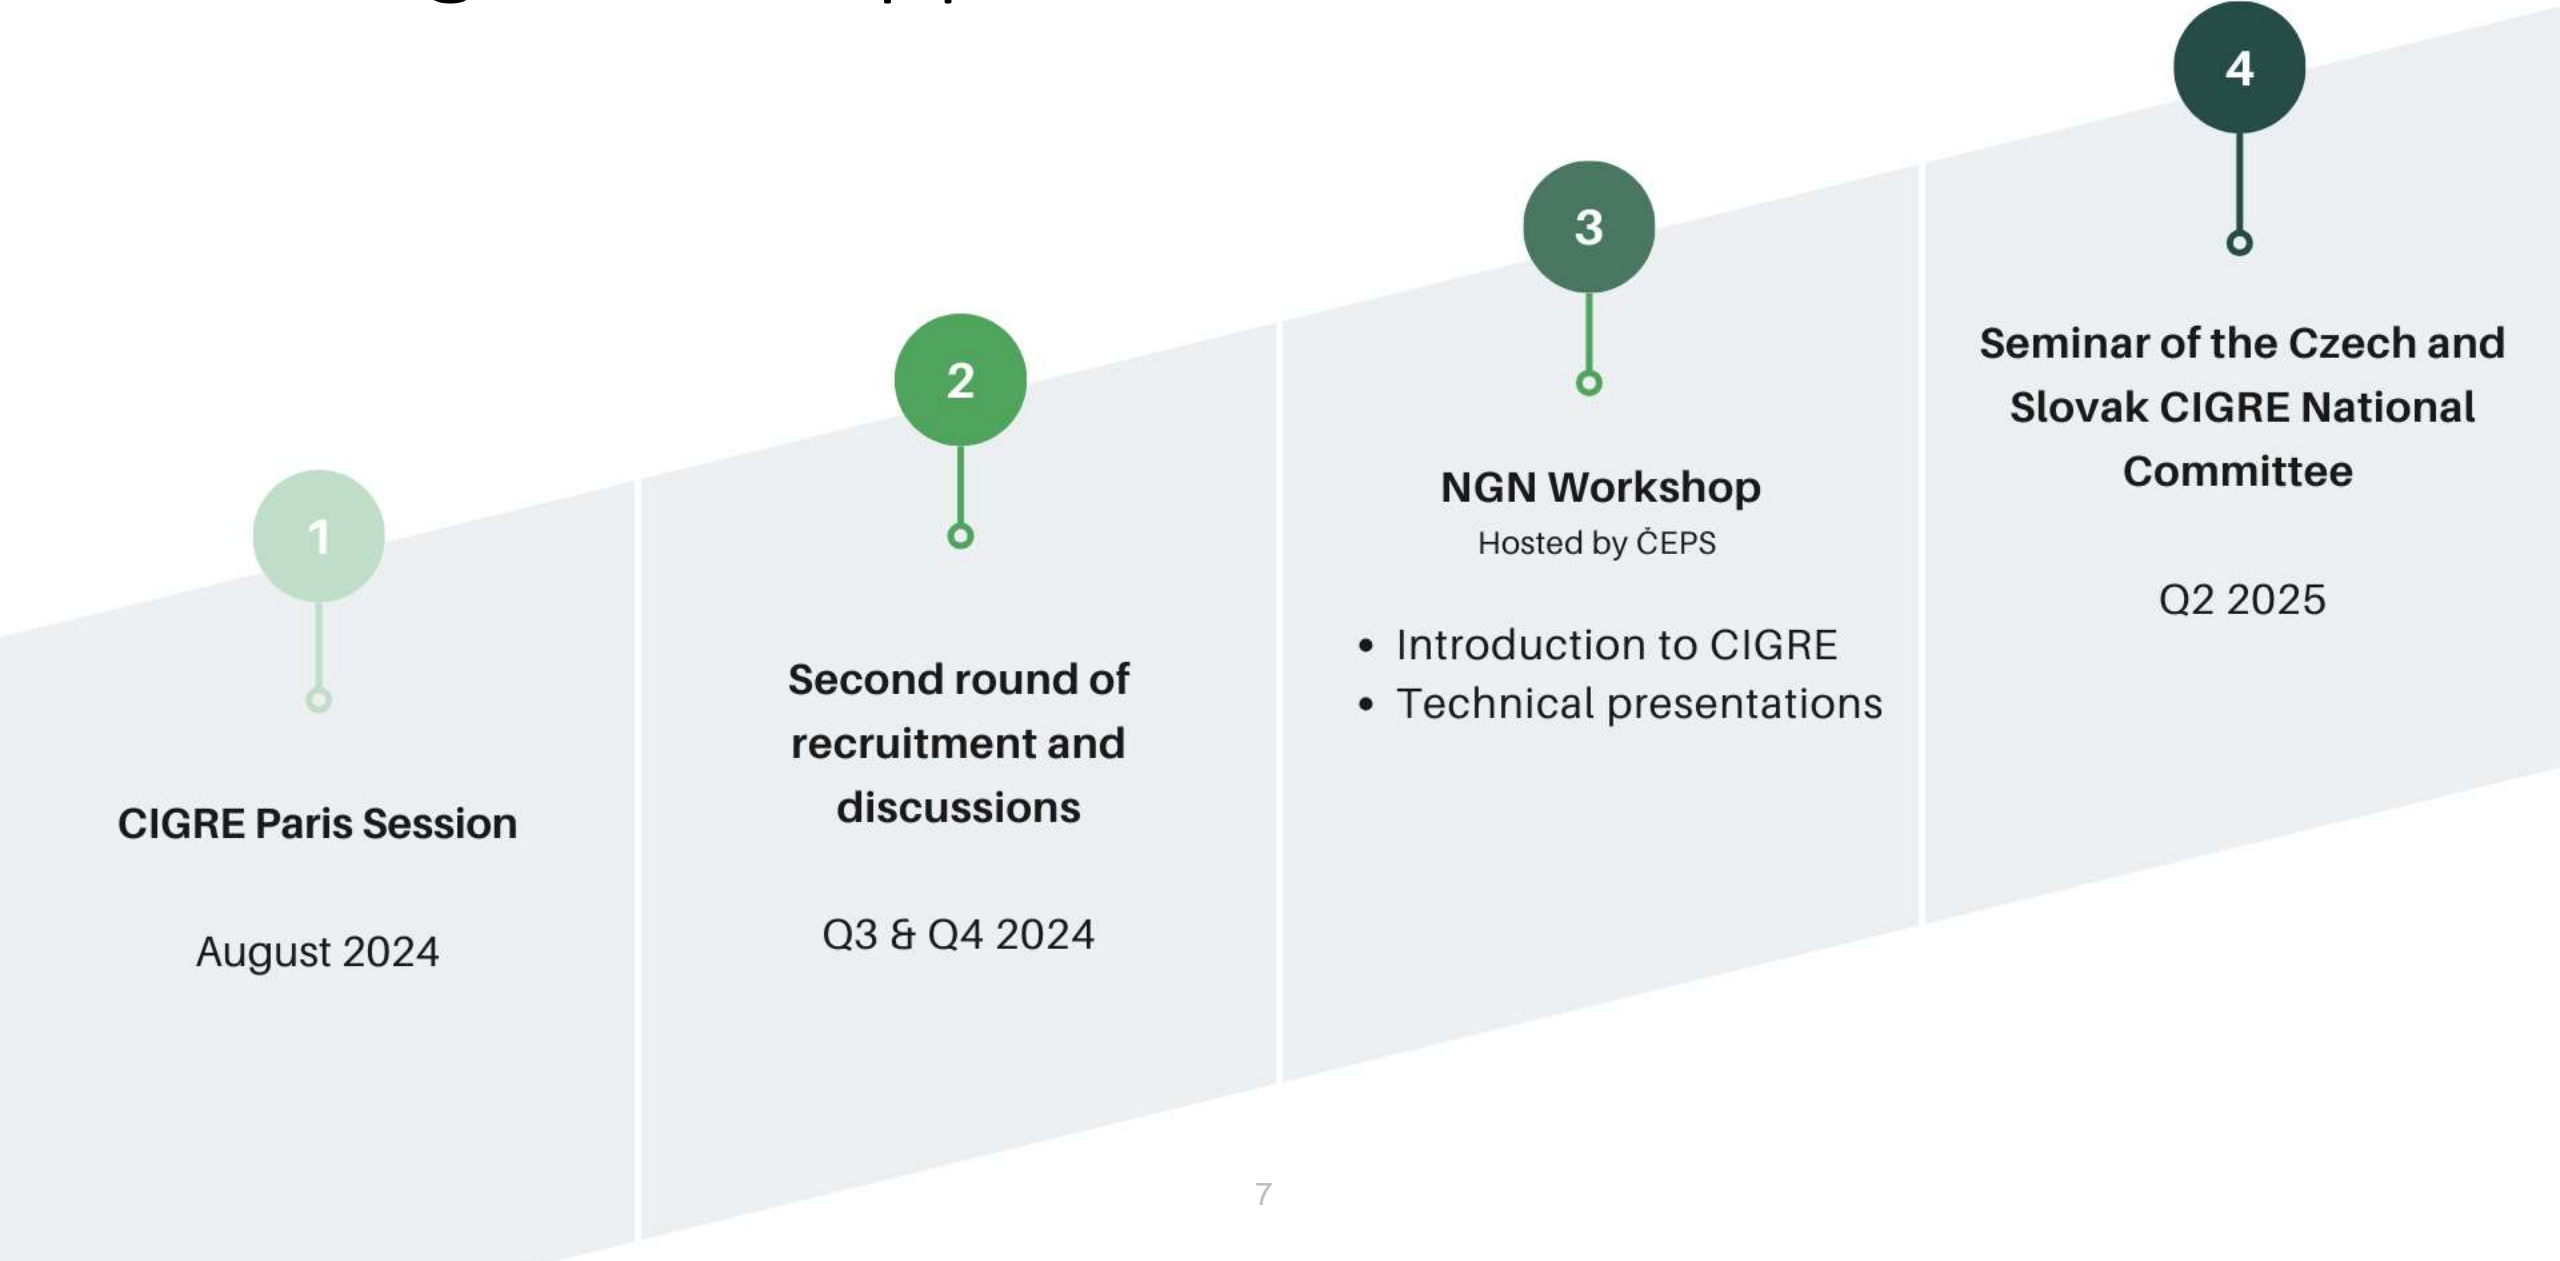 1
CIGRE Paris Session
August 2024
2
Second round of
recruitment and
discussions
Q3 & Q4 2024
3
NGN Workshop
Hosted by ČEPS
• Introduction to CIGRE
• Technical presentations
4
Seminar of the Czech and
Slovak CIGRE National
Committee
Q2 2025
7